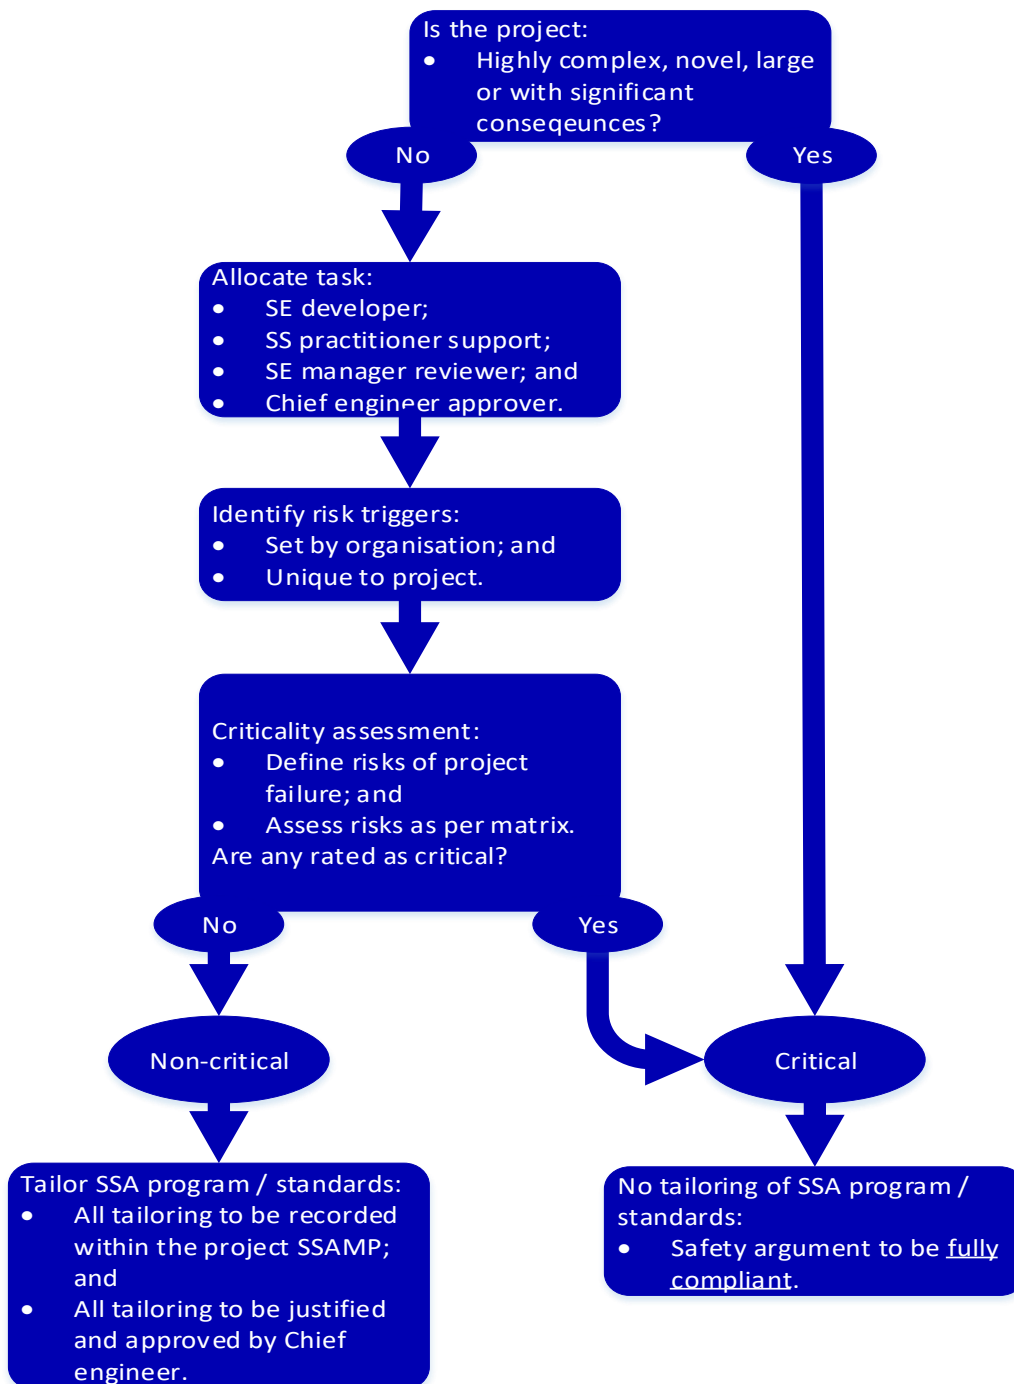 Is the project:
• Highly complex, novel, large
or with significant
conseqeunces?
No
Yes
Allocate task:
• SE developer;
• SS practitioner support;
• SE manager reviewer; and
• Chief engineer approver.
Identify risk triggers:
• Set by organisation; and
• Unique to project.
Criticality assessment:
• Define risks of project
failure; and
• Assess risks as per matrix.
Are any rated as critical?
No
Yes
Non-critical
Critical
Tailor SSA program / standards:
• All tailoring to be recorded
within the project SSAMP;
and
• All tailoring to be justified
and approved by Chief
engineer.
No tailoring of SSA program /
standards:
• Safety argument to be fully
compliant.